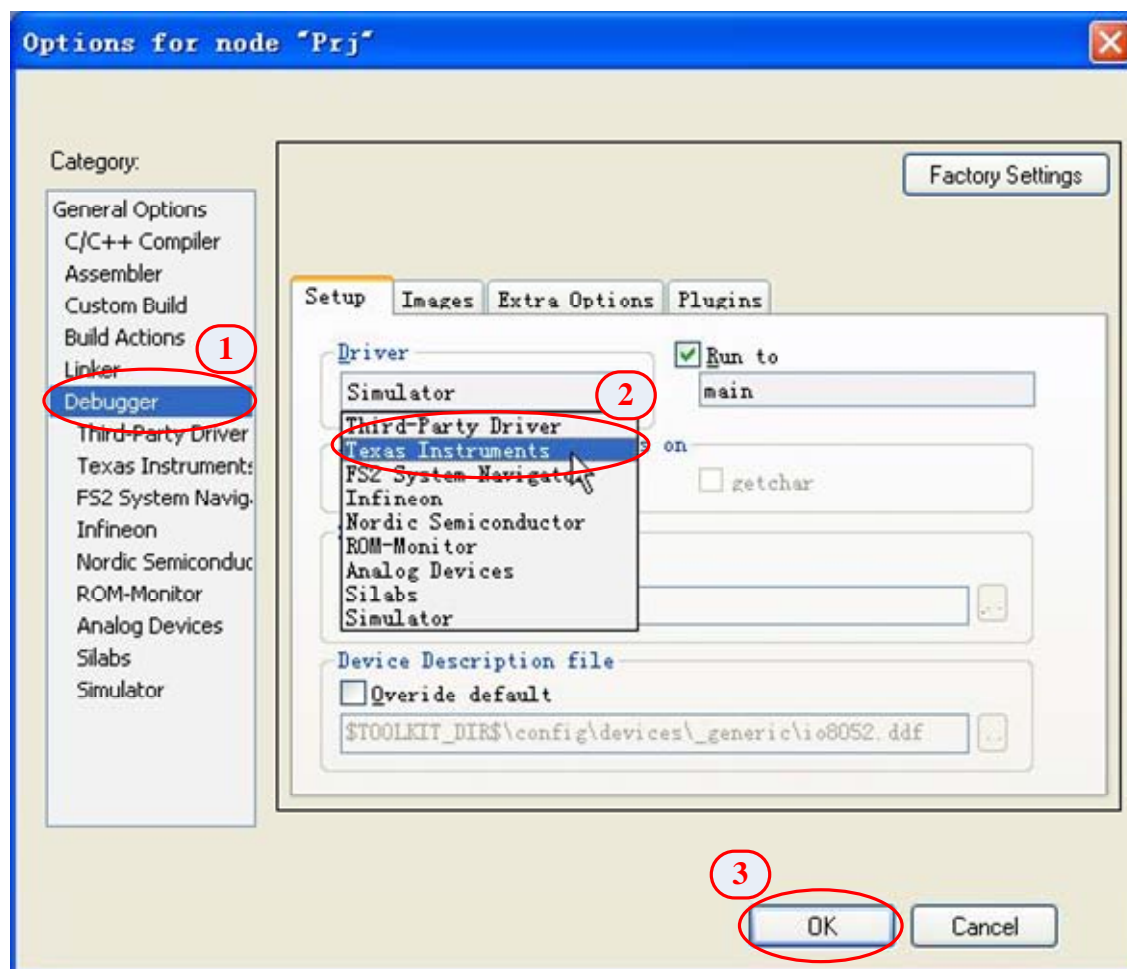 Options for node "Prj"
Category:
Factory Settings
General Options
C/C++ Compiler
Assembler
Custom Build
Build Actions
1
Linker
Debugger
Third-Party Driver
Texas Instruments
FS2 System Navig
Infineon
Nordic Semiconduc
ROM-Monitor
Analog Devices
Silabs
Simulator
Setup Images Extra Options Plugins
Driver
Run to
Simulator
2
main
Third-Party Driver
Texas Instruments
on
FS2 System Navigat
getchar
Infineon
Nordic Semiconductor
ROM-Monitor
Analog Devices
Silabs
Simulator
Device Description file
Overide default
$TOOLKIT_DIR$\config\devices\_generic\io8052.ddf
3
OK Cancel